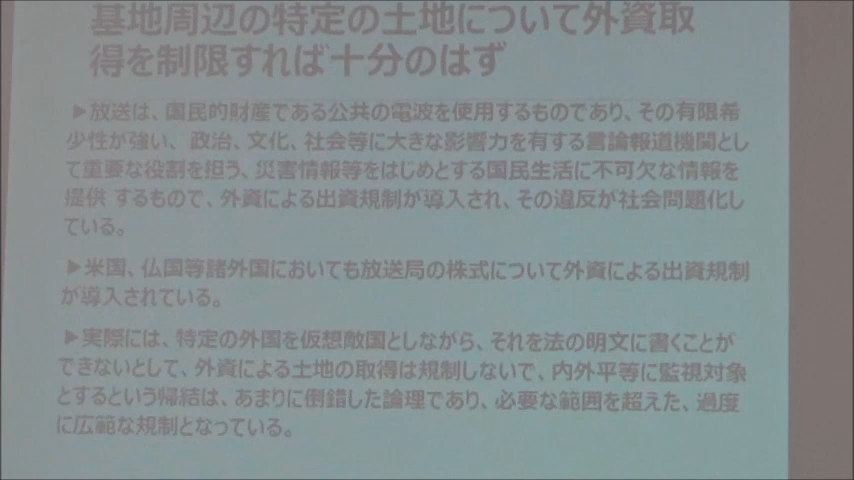 基地周辺の特定の土地について外資取
得を制限すれば十分のはず
▶放送は、国民的財産である公共の電波を使用するものであり、その有限希
少性が強い、 政治、文化、社会等に大きな影響力を有する言論報道機関とし
て重要な役割を担う、災害情報等をはじめとする国民生活に不可欠な情報を
提供 するもので、外資による出資規制が導入され、その違反が社会問題化し
ている。
▶米国、仏国等諸外国においても放送局の株式について外資による出資規制
が導入されている。
▶実際には、特定の外国を仮想敵国としながら、それを法の明文に書くことが
できないとして、外資による土地の取得は規制しないで、内外平等に監視対象
とするという帰結は、あまりに倒錯した論理であり、必要な範囲を超えた、過度
に広範な規制となっている。